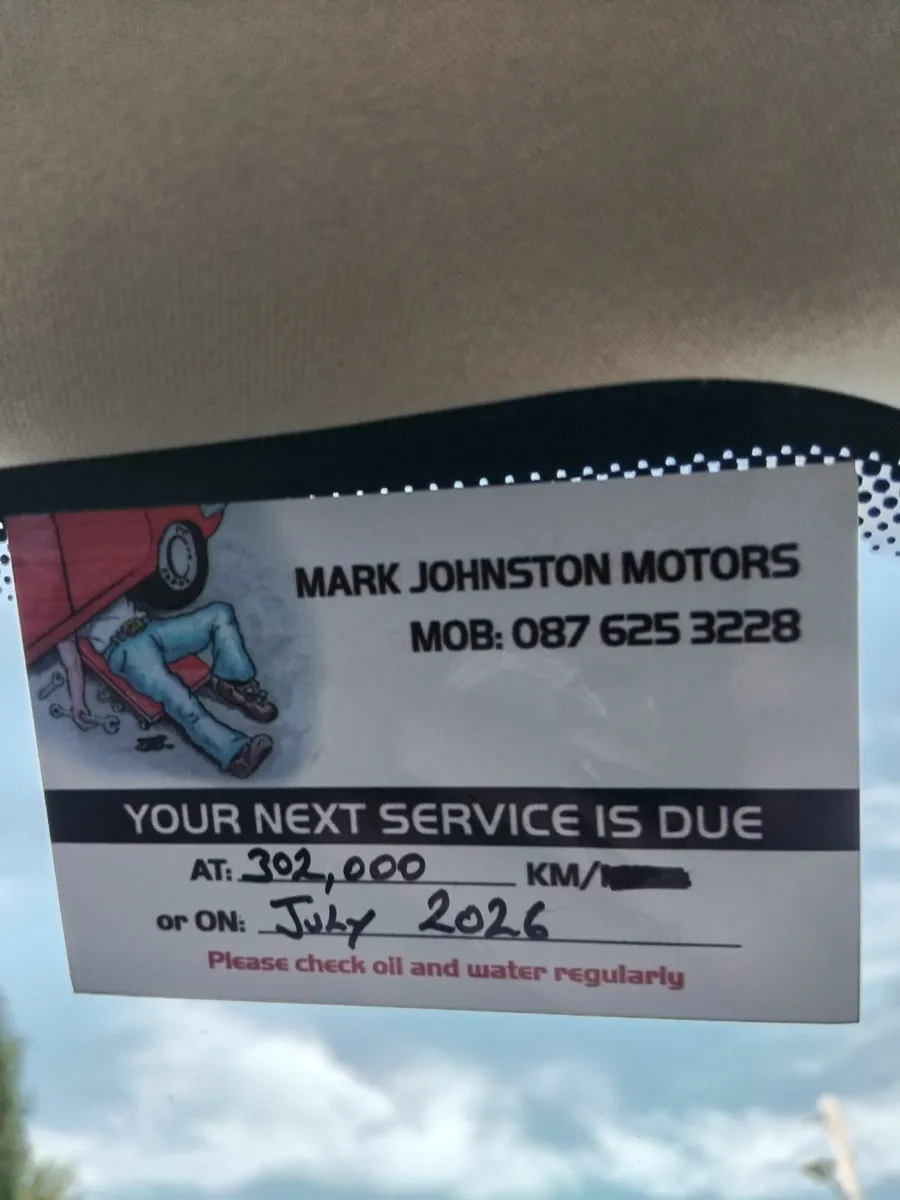 MARK JOHNSTON MOTORS
MOB: 087 625 3228
YOUR NEXT SERVICE IS DUE
AT: 302,000 KM/
or ON: July 2026
Please check oil and water regularly